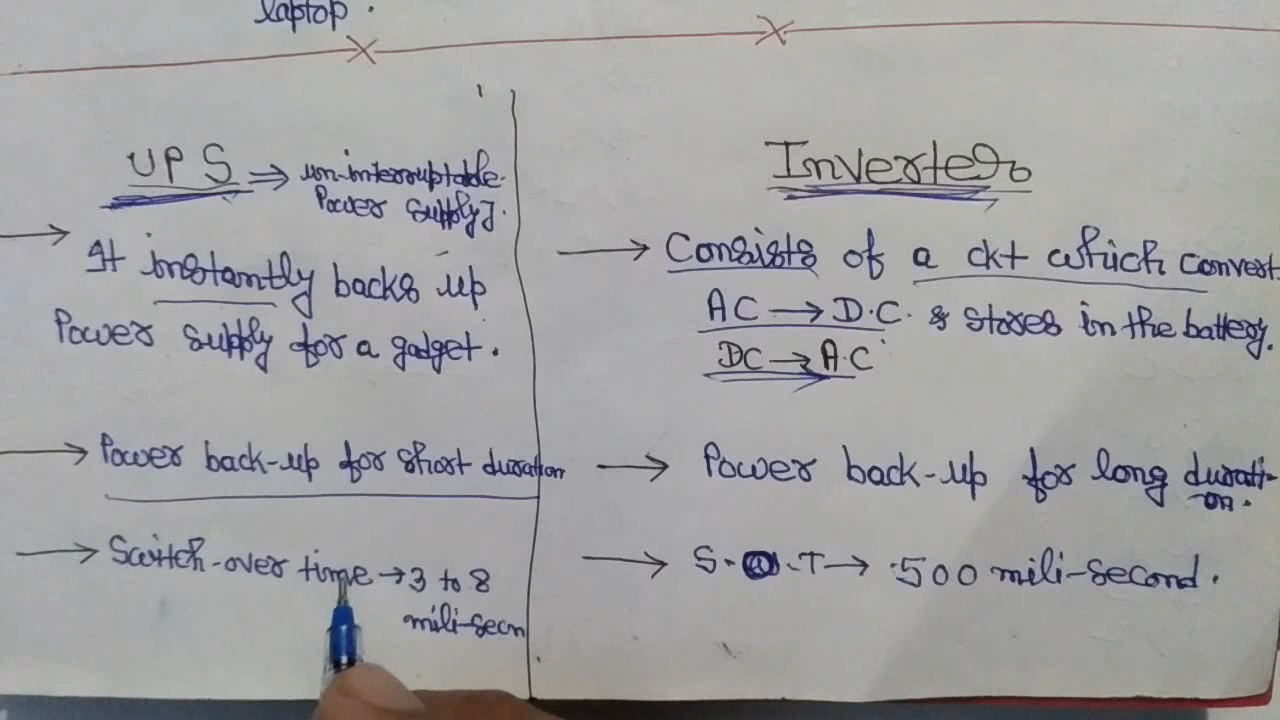 laptop.
UPS ⇒ un-interruptable
Power supply].
→ It instantly backs up
Power supply for a gadget.
→ Power back-up for short duration
→ Switch-over time → 3 to 8
mili-secn
Inverter
→ Consists of a ckt which convert
AC → D.C. & stores in the battery.
DC → A.C
→ Power back-up for long durati-
on.
→ S.O.T → 500 mili-second.